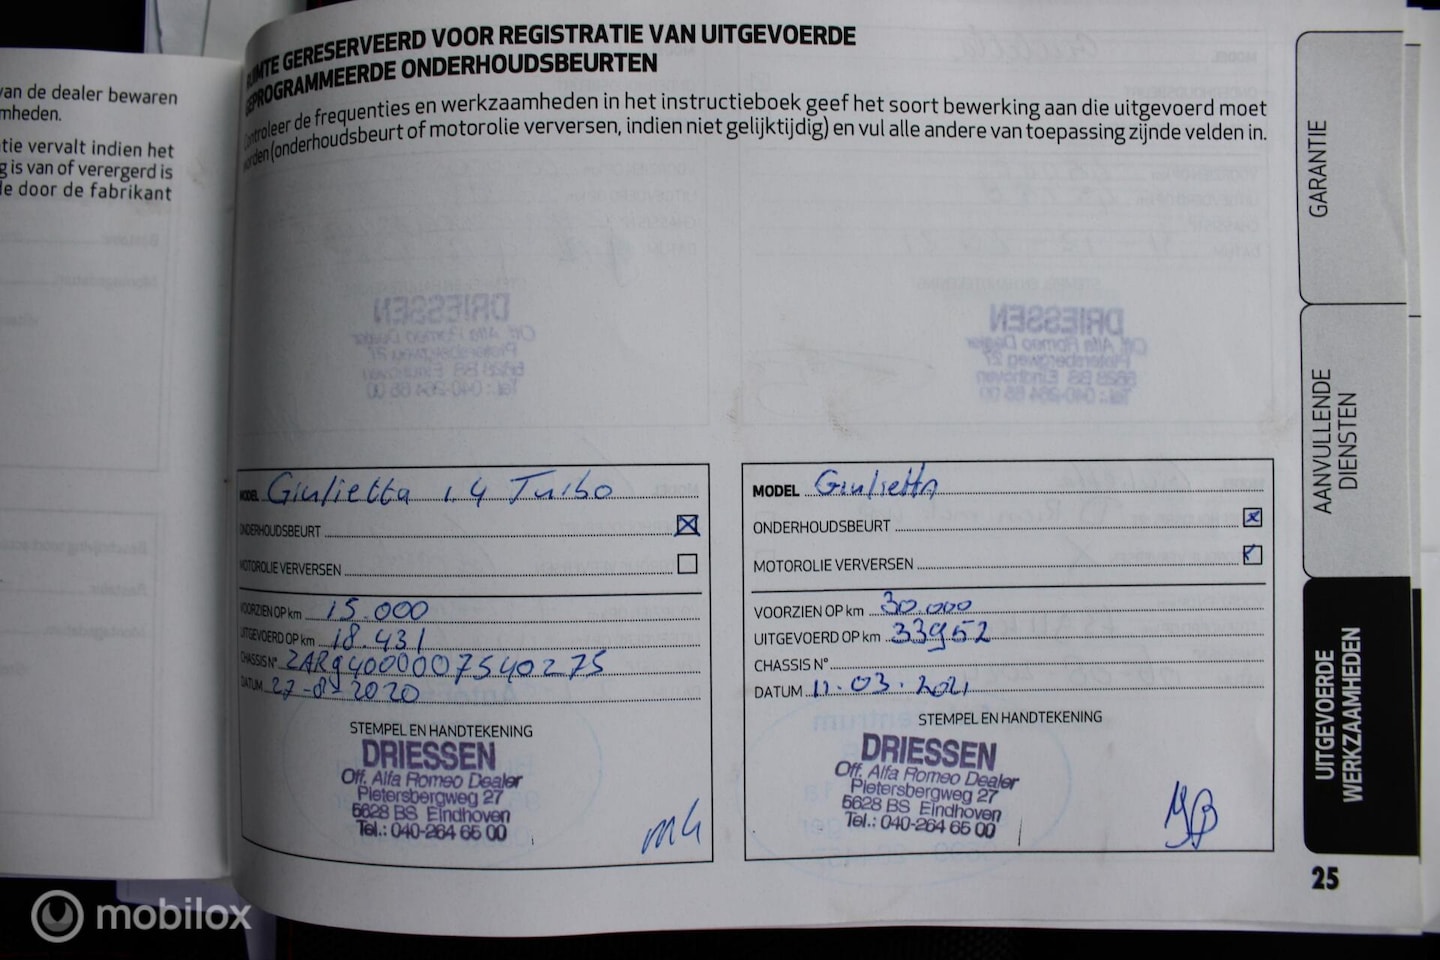 van de dealer bewaren
mheden.
tie vervalt indien het
g is van of verergerd is
le door de fabrikant
RUIMTE GERESERVEERD VOOR REGISTRATIE VAN UITGEVOERDE
GEPROGRAMMEERDE ONDERHOUDSBEURTEN
Controleer de frequenties en werkzaamheden in het instructieboek geef het soort bewerking aan die uitgevoerd moet
worden (onderhoudsbeurt of motorolie verversen, indien niet gelijktijdig) en vul alle andere van toepassing zijnde velden in.
MODEL Giulietta 1.4 Turbo
ONDERHOUDSBEURT
MOTOROLIE VERVERSEN
VOORZIEN OP km 15.000
UITGEVOERD OP km 18.431
CHASSIS N° ZAR94000007540275
DATUM 27-8-2020
STEMPEL EN HANDTEKENING
DRIESSEN
Off. Alfa Romeo Dealer
Pietersbergweg 27
5628 BS Eindhoven
Tel.: 040-264 65 00
MODEL Giulietta
ONDERHOUDSBEURT
MOTOROLIE VERVERSEN
VOORZIEN OP km 30.000
UITGEVOERD OP km 33952
CHASSIS N°
DATUM 11.03.2021
STEMPEL EN HANDTEKENING
DRIESSEN
Off. Alfa Romeo Dealer
Pietersbergweg 27
5628 BS Eindhoven
Tel.: 040-264 65 00
GARANTIE
AANVULLENDE
DIENSTEN
UITGEVOERDE
WERKZAAMHEDEN
25
mobilox